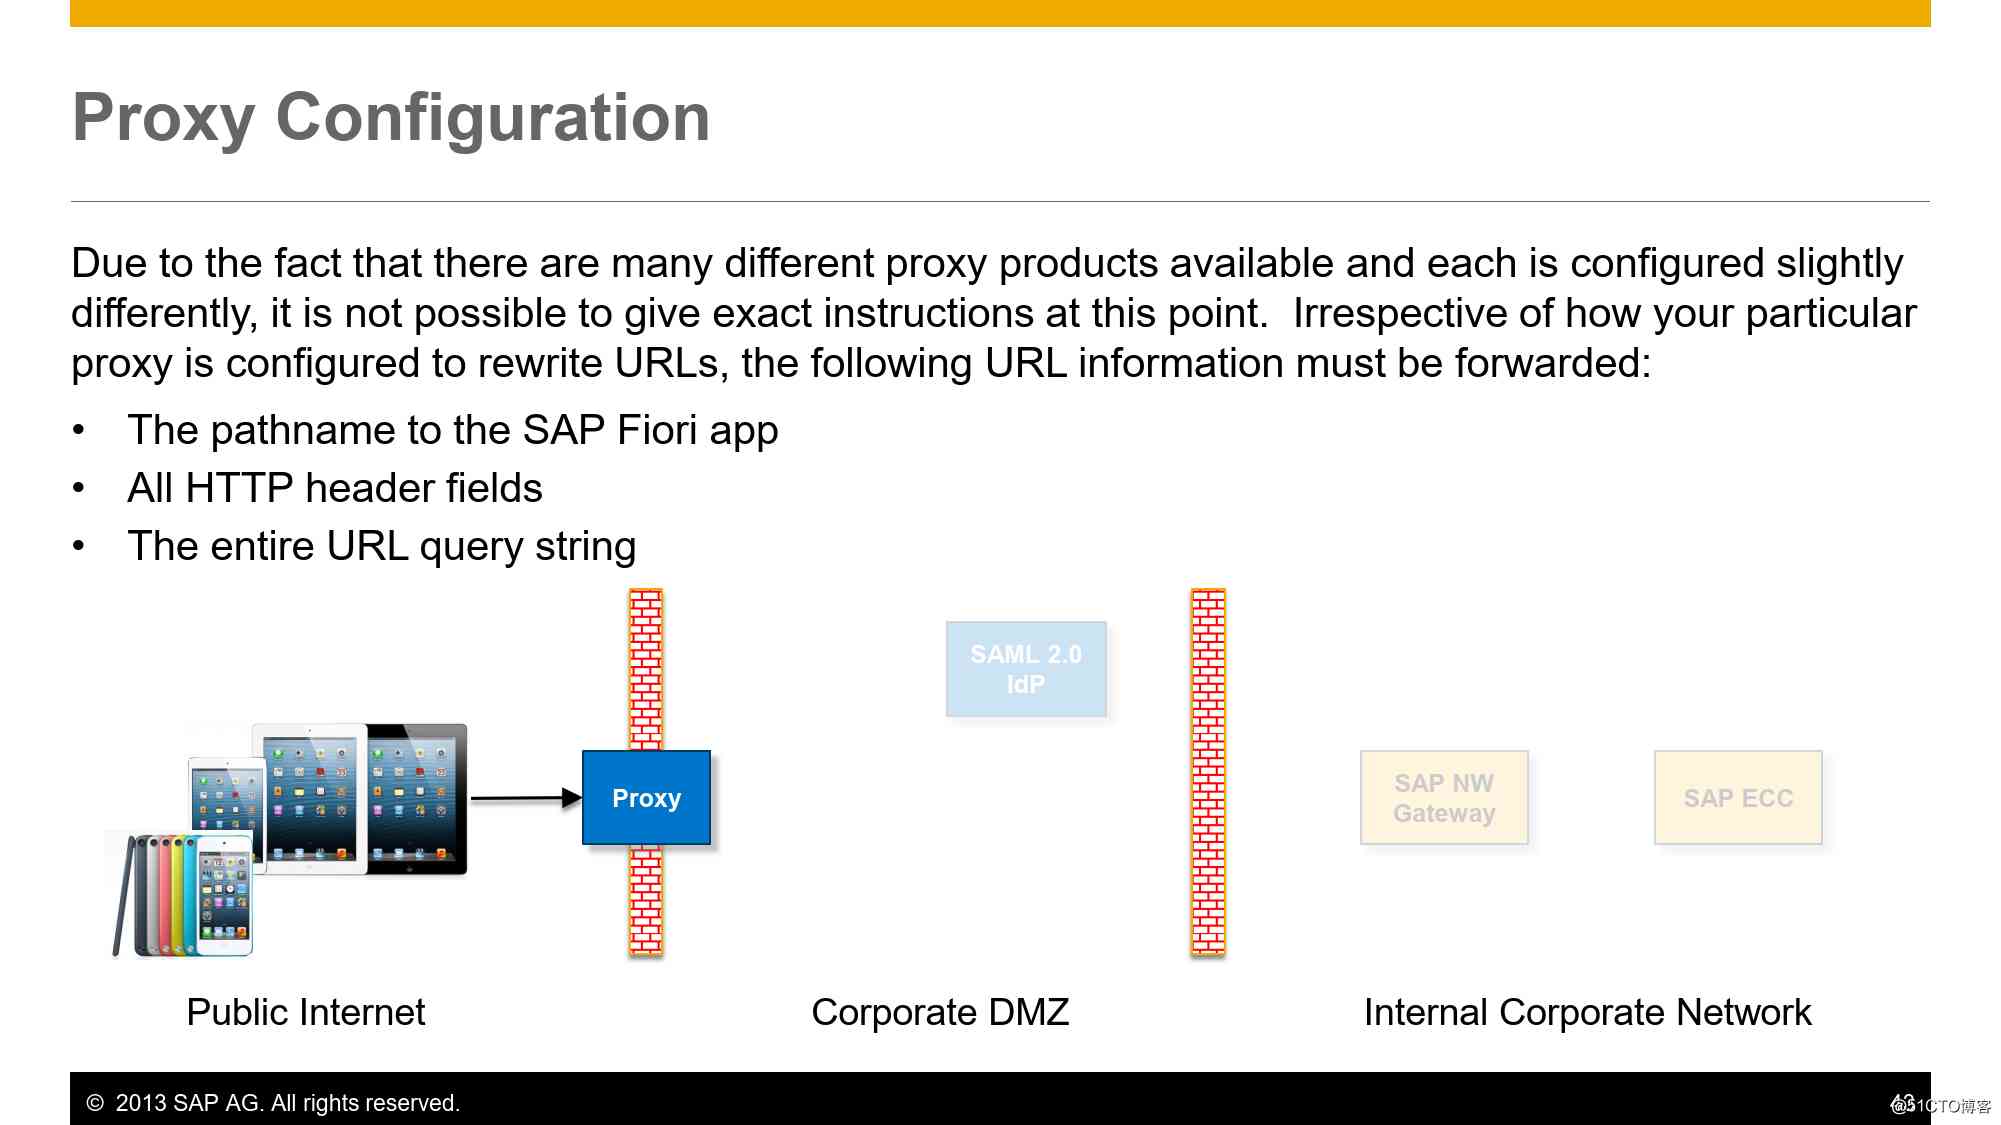 Proxy Configuration
Due to the fact that there are many different proxy products available and each is configured slightly
differently, it is not possible to give exact instructions at this point.  Irrespective of how your particular
proxy is configured to rewrite URLs, the following URL information must be forwarded:
• The pathname to the SAP Fiori app
• All HTTP header fields
• The entire URL query string
SAML 2.0
IdP
Proxy
SAP NW
Gateway
SAP ECC
Public Internet
Corporate DMZ
Internal Corporate Network
© 2013 SAP AG. All rights reserved.
@51CTO博客